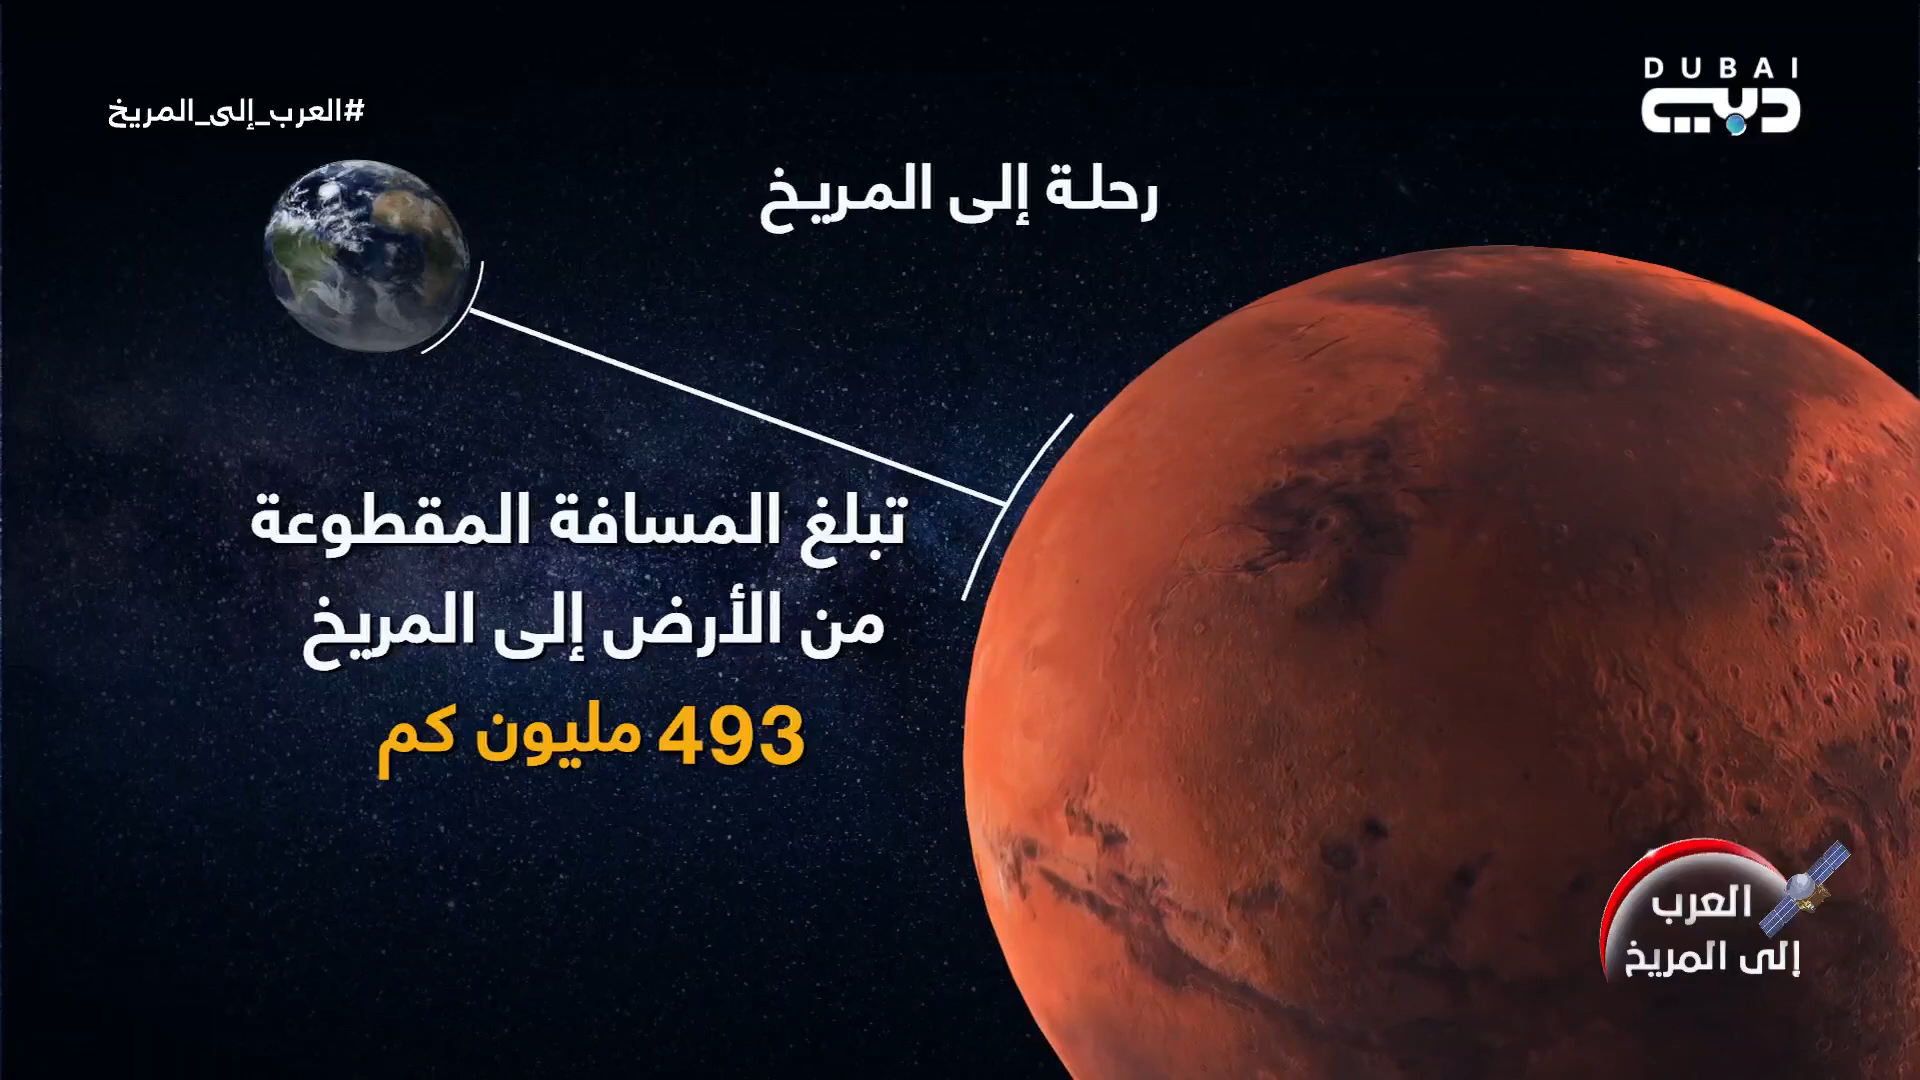 DUBAI
دبي
#العرب_إلى_المريخ
رحلة إلى المريخ
تبلغ المسافة المقطوعة
من الأرض إلى المريخ
493 مليون كم
العرب
إلى المريخ